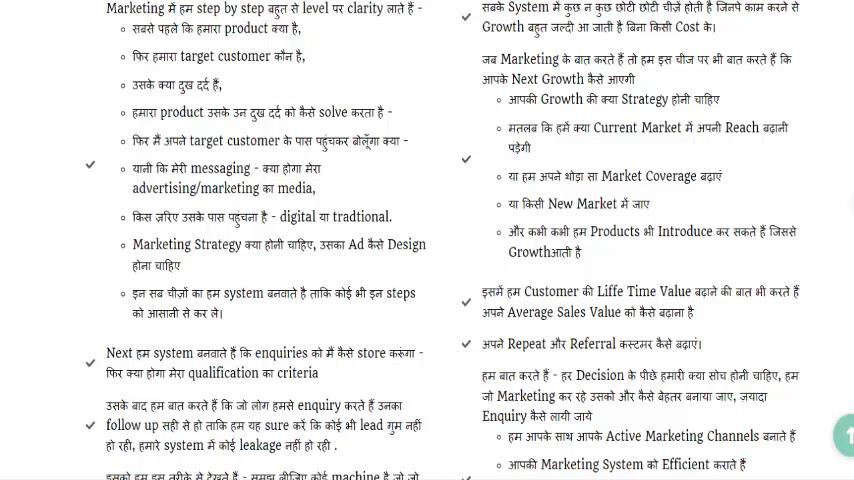 Marketing में हम step by step बहुत से level पर clarity लाते हैं -
सबसे पहले कि हमारा product क्या है,
फिर हमारा target customer कौन है,
उसके क्या दुख दर्द हैं,
हमारा product उसके उन दुख दर्द को कैसे solve करता है -
फिर मैं अपने target customer के पास पहुंचकर बोलूँगा क्या -
यानी कि मेरी messaging - क्या होगा मेरा
advertising/marketing का media,
किस ज़रिए उसके पास पहुंचना है - digital या tradtional.
Marketing Strategy क्या होनी चाहिए, उसका Ad कैसे Design
होना चाहिए
इन सब चीज़ों का हम system बनवाते है ताकि कोई भी इन steps
को आसानी से कर ले।
Next हम system बनवाते हैं कि enquiries को मैं कैसे store करूंगा -
फिर क्या होगा मेरा qualification का criteria
उसके बाद हम बात करते हैं कि जो लोग हमसे enquiry करते हैं उनका
follow up सही से हो ताकि हम यह sure करें कि कोई भी lead गुम नहीं
हो रही, हमारे system में कोई leakage नहीं हो रही .
इसको हम इस तरीके से देखते हैं - समझ लीजिए कोई machine है जो जो
सबके System में कुछ न कुछ छोटी छोटी चीज़ें होती है जिनपे काम करने से
Growth बहुत जल्दी आ जाती है बिना किसी Cost के।
जब Marketing के बात करते हैं तो हम इस चीज पर भी बात करते हैं कि
आपके Next Growth कैसे आएगी
आपकी Growth की क्या Strategy होनी चाहिए
मतलब कि हमें क्या Current Market में अपनी Reach बढ़ानी
पड़ेगी
या हम अपने थोड़ा सा Market Coverage बढ़ाएं
या किसी New Market में जाए
और कभी कभी हम Products भी Introduce कर सकते हैं जिससे
Growthआती है
इसमें हम Customer की Liffe Time Value बढ़ाने की बात भी करते हैं
अपने Average Sales Value को कैसे बढ़ाना है
अपने Repeat और Referral कस्टमर कैसे बढ़ाएं।
हम बात करते हैं - हर Decision के पीछे हमारी क्या सोच होनी चाहिए, हम
जो Marketing कर रहे उसको और कैसे बेहतर बनाया जाए, ज़यादा
Enquiry कैसे लायी जाये
हम आपके साथ आपके Active Marketing Channels बनाते हैं
आपकी Marketing System को Efficient कराते हैं